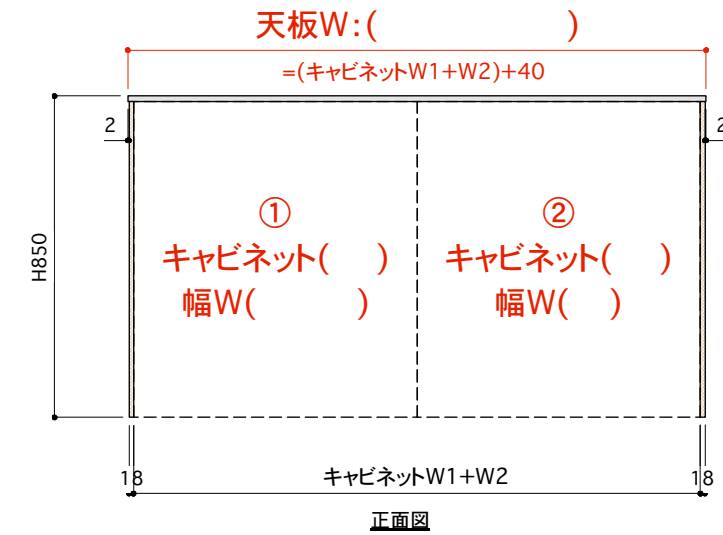 天板W:(　　　　　)
=(キャビネットW1+W2)+40
2
2
H850
①
キャビネット(　)
幅W(　　)
②
キャビネット(　)
幅W(　)
18
キャビネットW1+W2
18
正面図